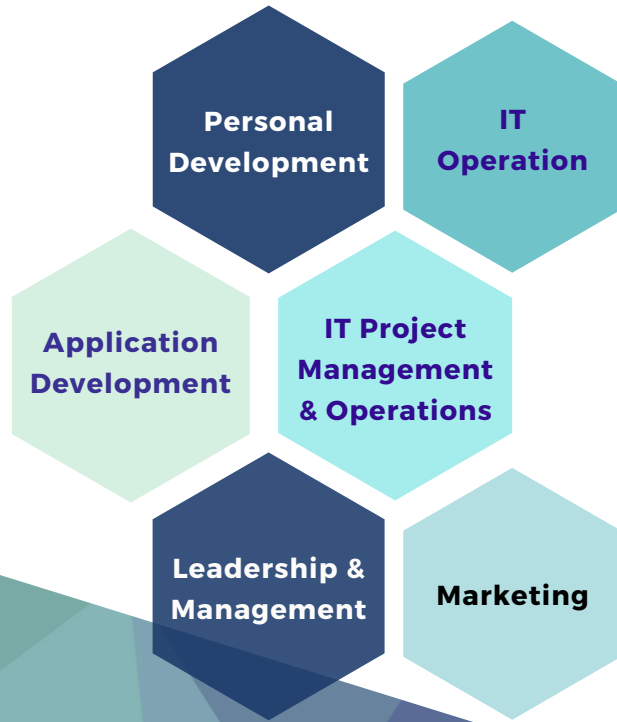 Personal
Development
IT
Operation
Application
Development
IT Project
Management
& Operations
Leadership &
Management
Marketing